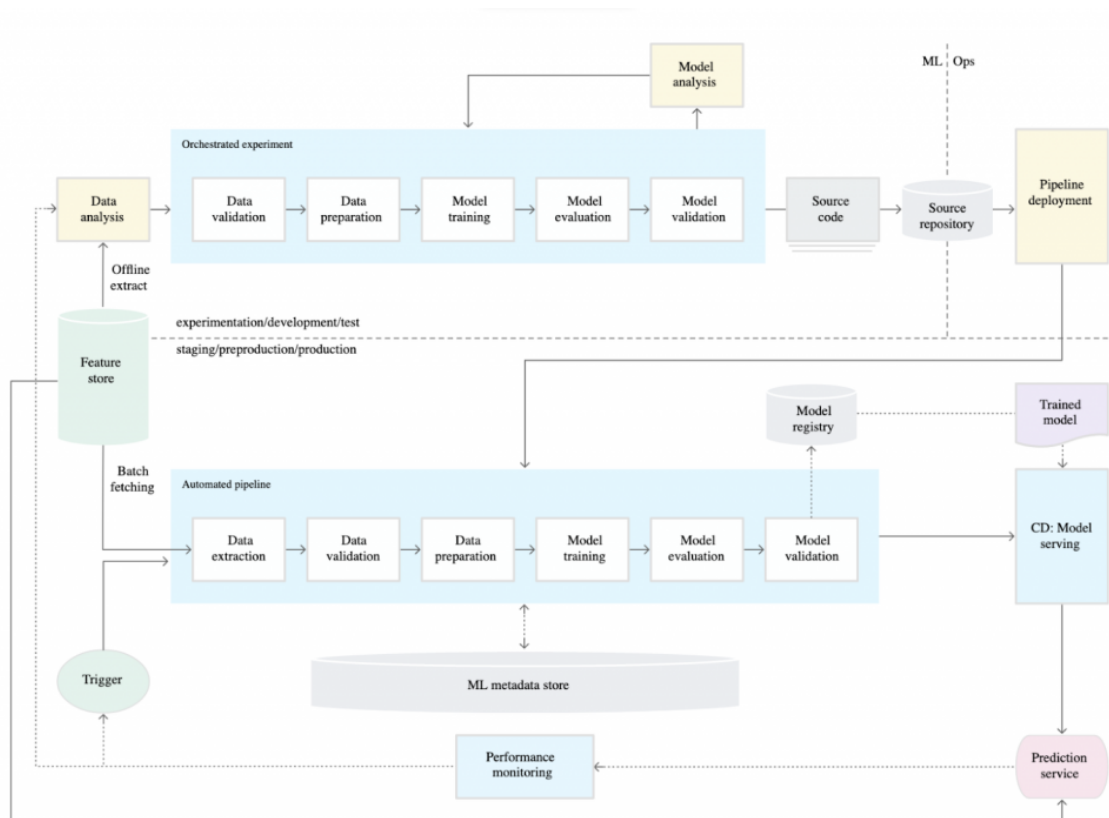 Model
analysis
ML
Ops
Orchestrated experiment
Data
analysis
Data
validation
Data
preparation
Model
training
Model
evaluation
Model
validation
Source
code
Source
repository
Pipeline
deployment
Offline
extract
experimentation/development/test
staging/preproduction/production
Feature
store
Model
registry
Trained
model
Batch
fetching
Automated pipeline
Data
extraction
Data
validation
Data
preparation
Model
training
Model
evaluation
Model
validation
CD: Model
serving
Trigger
ML metadata store
Performance
monitoring
Prediction
service